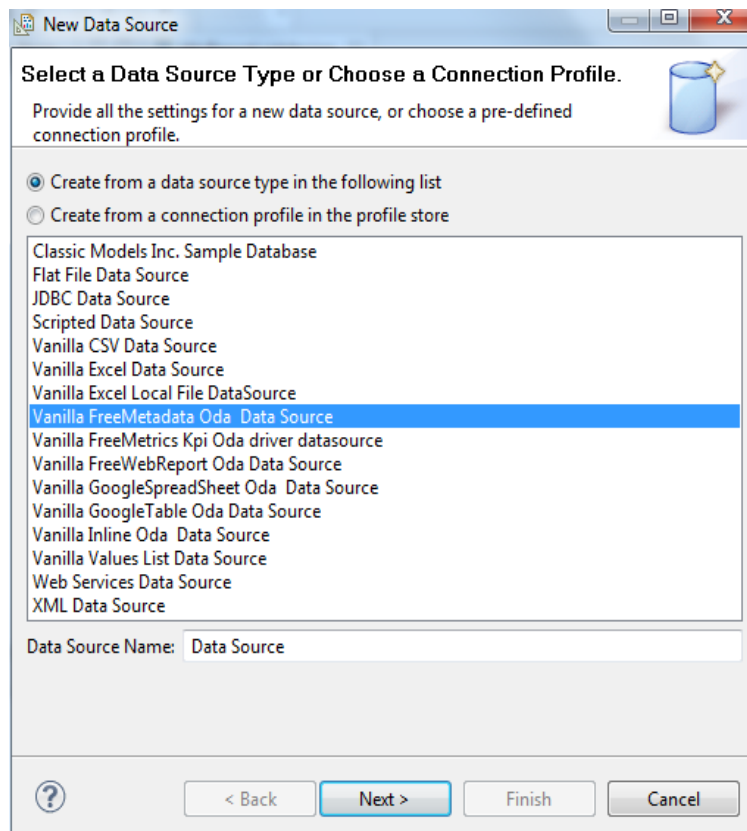 New Data Source
Select a Data Source Type or Choose a Connection Profile.
Provide all the settings for a new data source, or choose a pre-defined
connection profile.
Create from a data source type in the following list
Create from a connection profile in the profile store
Classic Models Inc. Sample Database
Flat File Data Source
JDBC Data Source
Scripted Data Source
Vanilla CSV Data Source
Vanilla Excel Data Source
Vanilla Excel Local File DataSource
Vanilla FreeMetadata Oda  Data Source
Vanilla FreeMetrics Kpi Oda driver datasource
Vanilla FreeWebReport Oda Data Source
Vanilla GoogleSpreadSheet Oda  Data Source
Vanilla GoogleTable Oda Data Source
Vanilla Inline Oda  Data Source
Vanilla Values List Data Source
Web Services Data Source
XML Data Source
Data Source Name: Data Source
? < Back Next > Finish Cancel